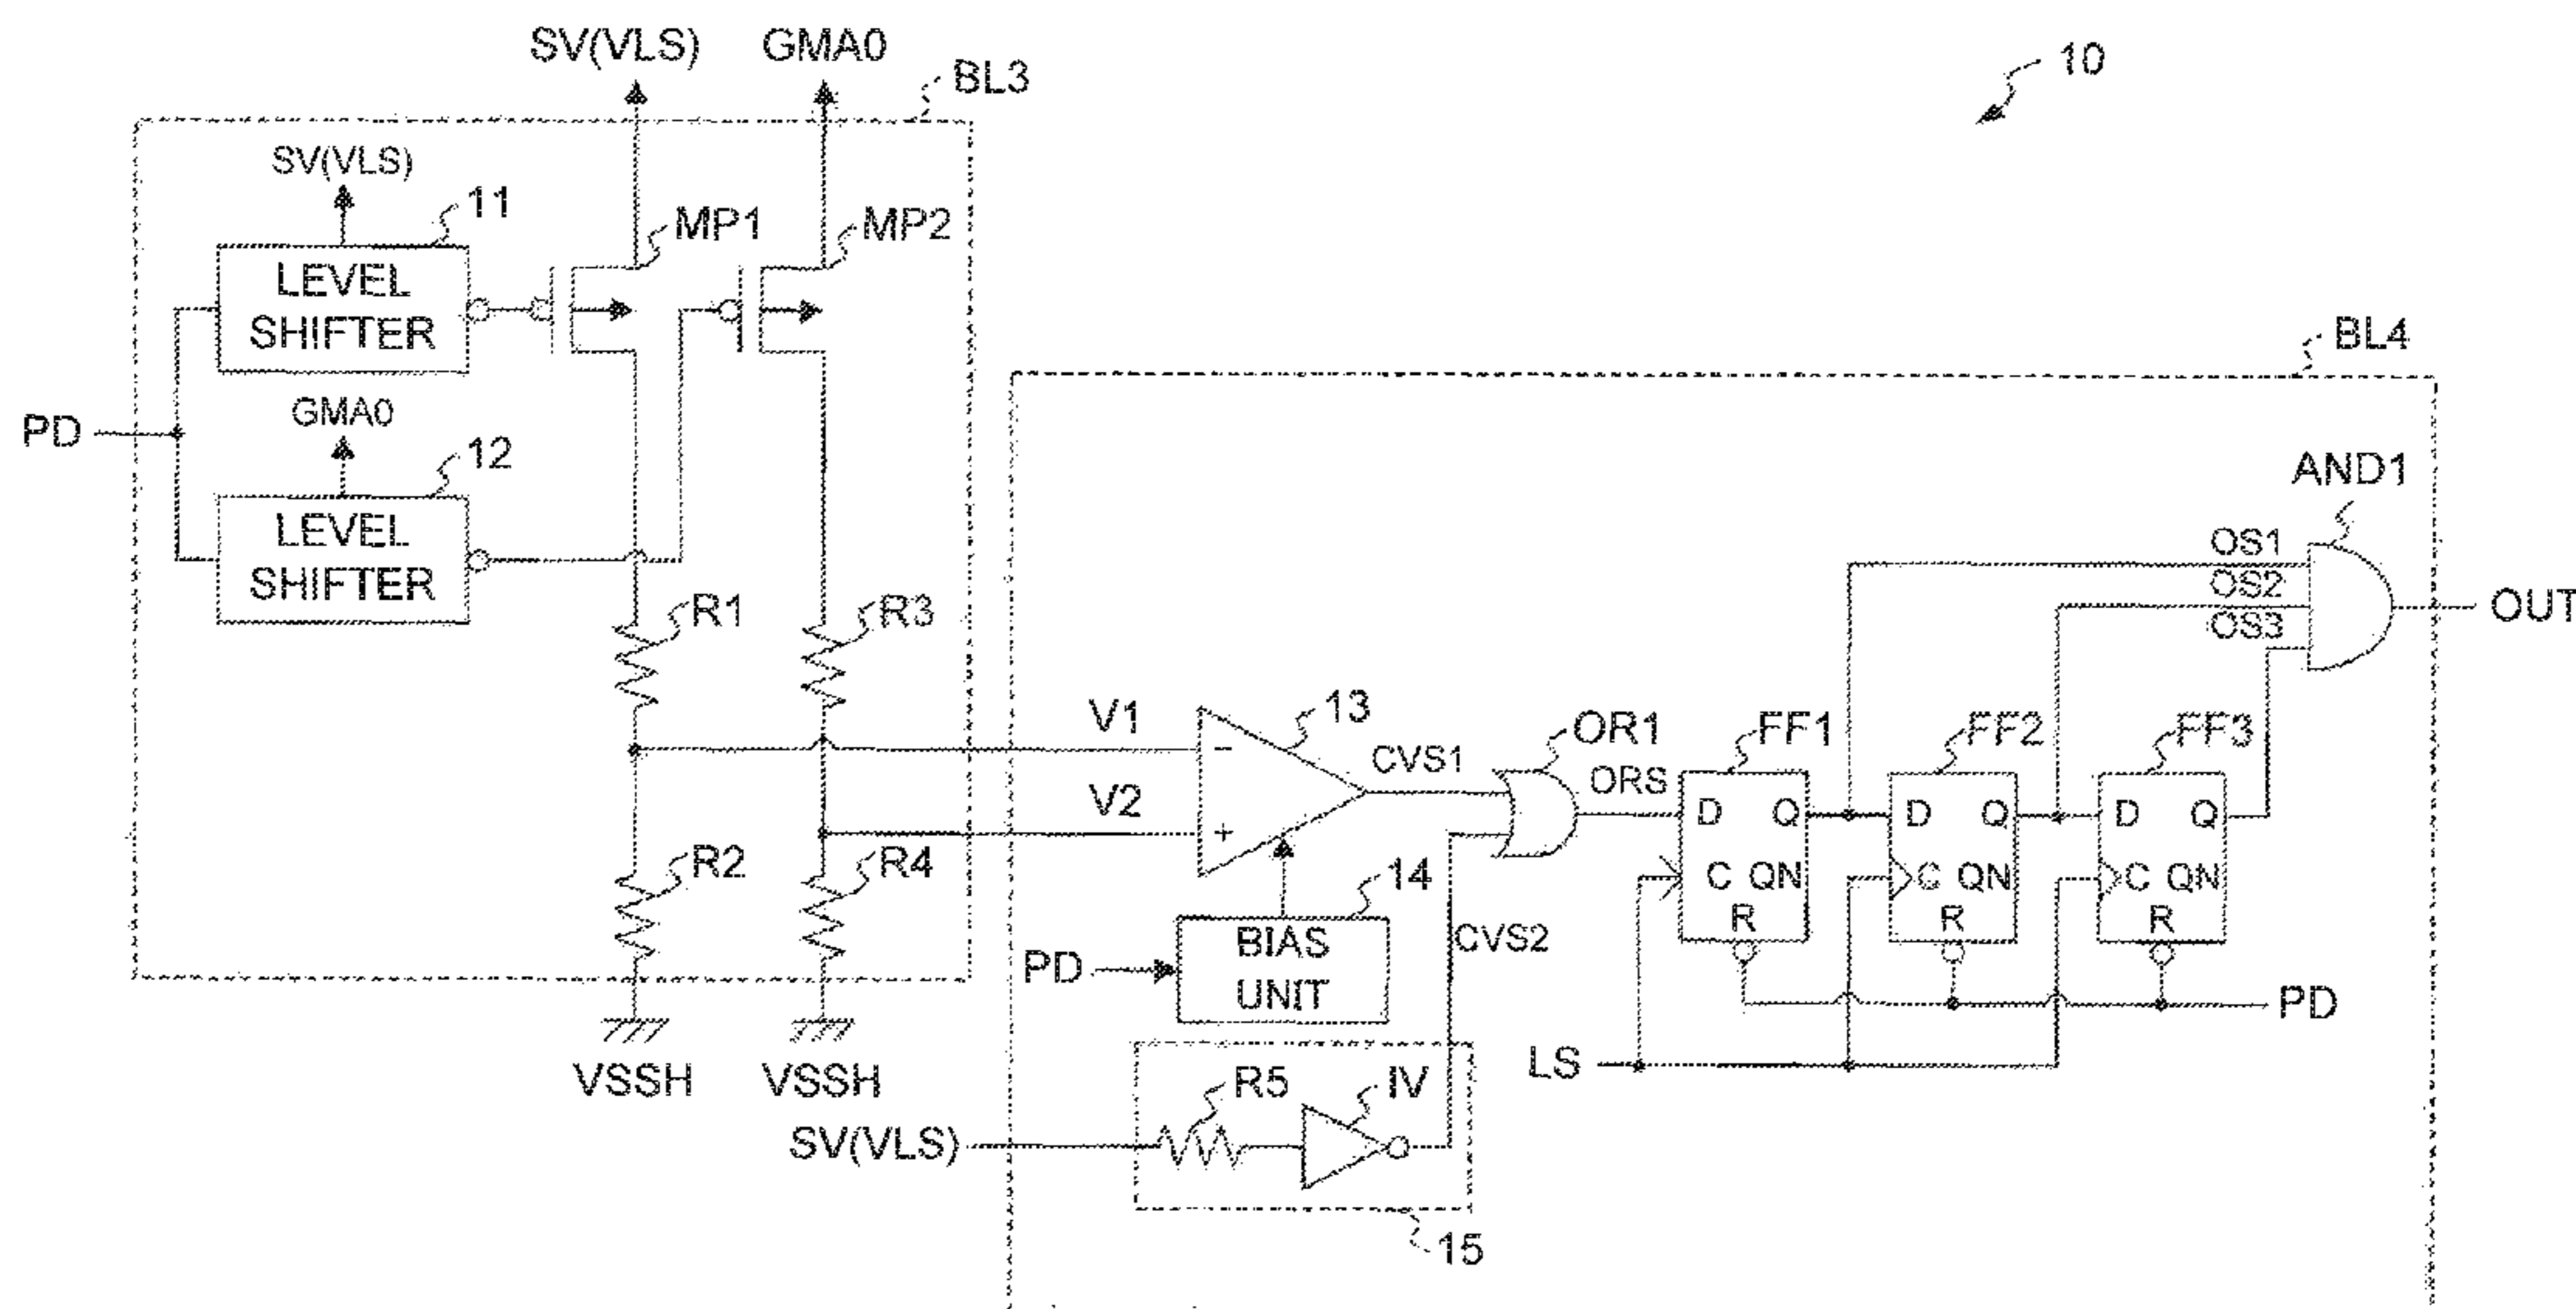 SV(VLS)
GMA0
BL3
10
SV(VLS)
11
MP1
MP2
LEVEL
SHIFTER
BL4
PD
GMA0
12
LEVEL
SHIFTER
AND1
OS1
OS2
OS3
OUT
R1
R3
V1
13
OR1
FF1
FF2
FF3
CVS1
ORS
V2
−
+
D Q
D Q
D Q
R2
R4
14
C QN
C QN
C QN
R
R
R
BIAS
UNIT
CVS2
PD
PD
VSSH
VSSH
LS
R5
IV
SV(VLS)
15